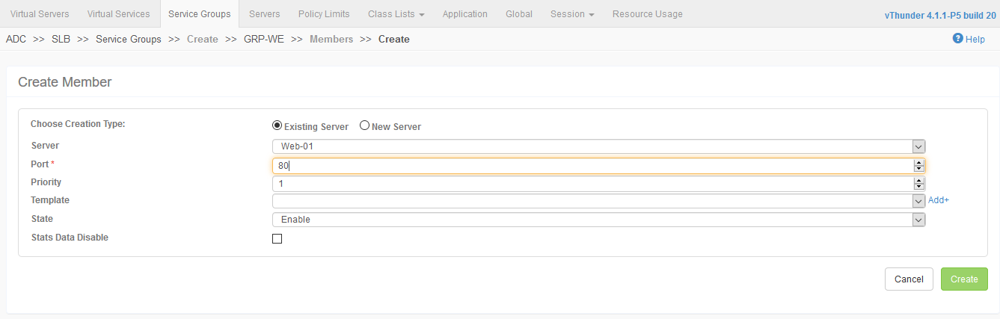 Virtual Servers Virtual Services Service Groups Servers Policy Limits Class Lists Application Global Session Resource Usage vThunder 4.1.1-P5 build 20
ADC >> SLB >> Service Groups >> Create >> GRP-WE >> Members >> Create Help
Create Member
Choose Creation Type: Existing Server New Server
Server Web-01
Port * 80
Priority 1
Template Add+
State Enable
Stats Data Disable
Cancel Create